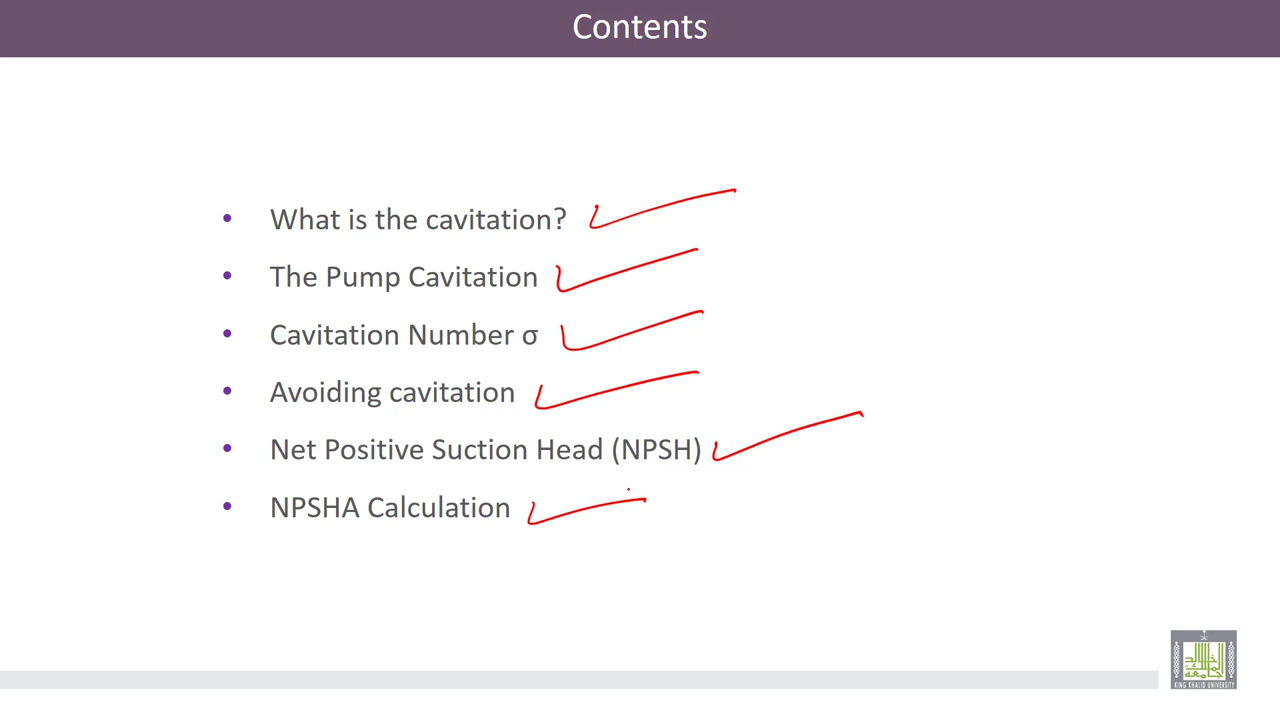 Contents
• What is the cavitation?
• The Pump Cavitation
• Cavitation Number σ
• Avoiding cavitation
• Net Positive Suction Head (NPSH)
• NPSHA Calculation
KING KHALID UNIVERSITY